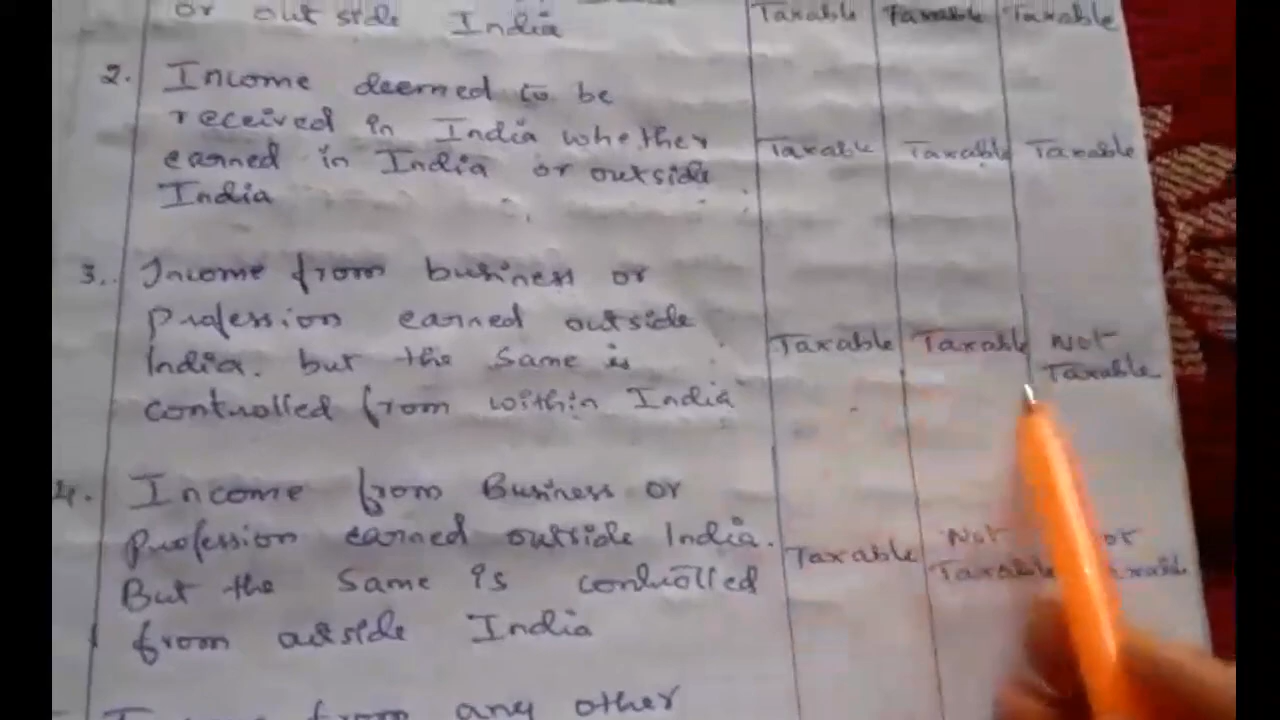 or out side India Taxable Taxable Taxable
2. Income deemed to be
received in India whether
earned in India or outside Taxable Taxable Taxable
India
3. Income from business or
Profession earned outside
India. but the same is Taxable Taxable Not Taxable
controlled from within India
4. Income from Business or
profession earned outside India. Taxable Not Taxable
But the same is controlled
from outside India
from any other